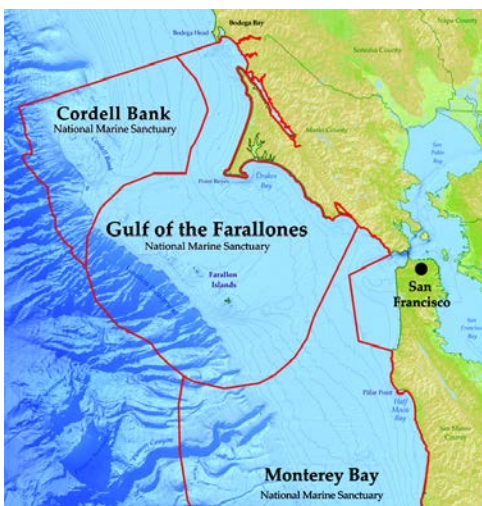 Bodega Bay
Bodega Head
Napa County
Sonoma County
Cordell Bank
National Marine Sanctuary
Cordell Bank
Marin County
San
Pablo
Bay
Point Reyes
Drakes
Bay
Gulf of the Farallones
National Marine Sanctuary
Farallon
Islands
San
Francisco
San
Francisco
Bay
Pillar Point
Half
Moon
Bay
San Mateo
County
Monterey Bay
National Marine Sanctuary